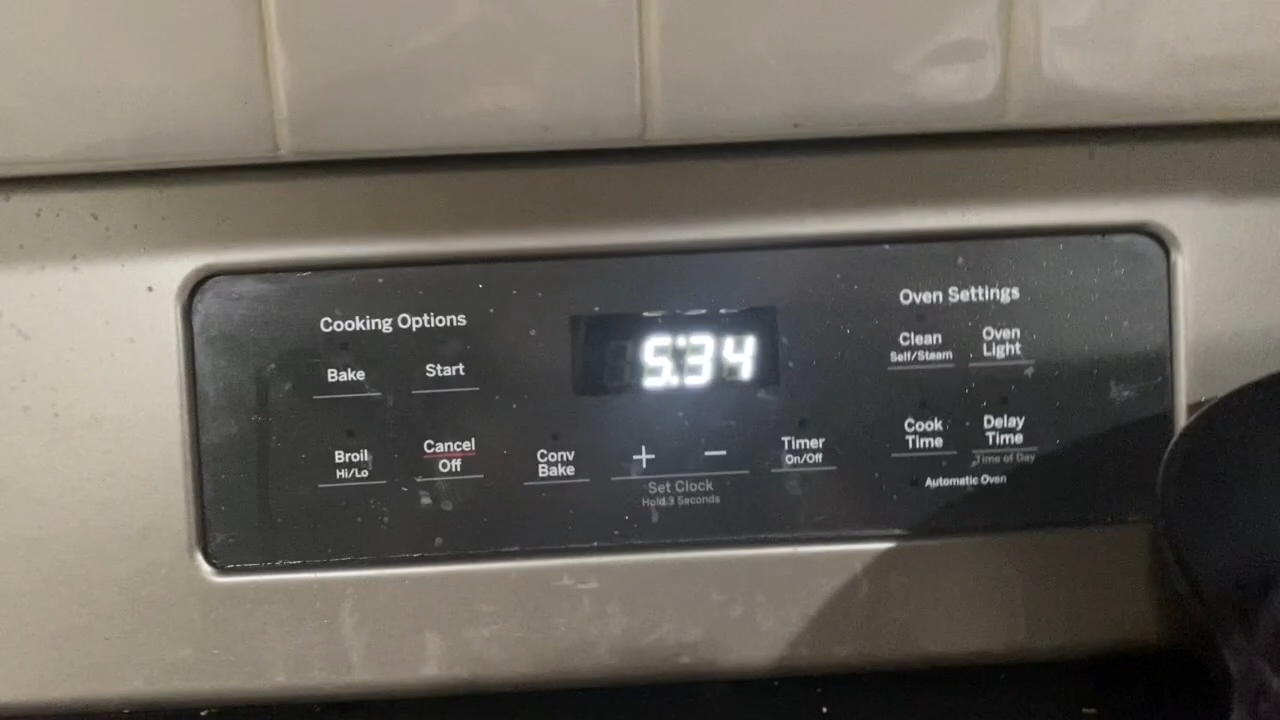 Cooking Options
Bake
Start
Broil
Hi/Lo
Cancel
Off
Conv
Bake
5:34
+ −
Set Clock
Hold 3 Seconds
Timer
On/Off
Oven Settings
Clean
Self/Steam
Oven
Light
Cook
Time
Delay
Time
Time of Day
Automatic Oven